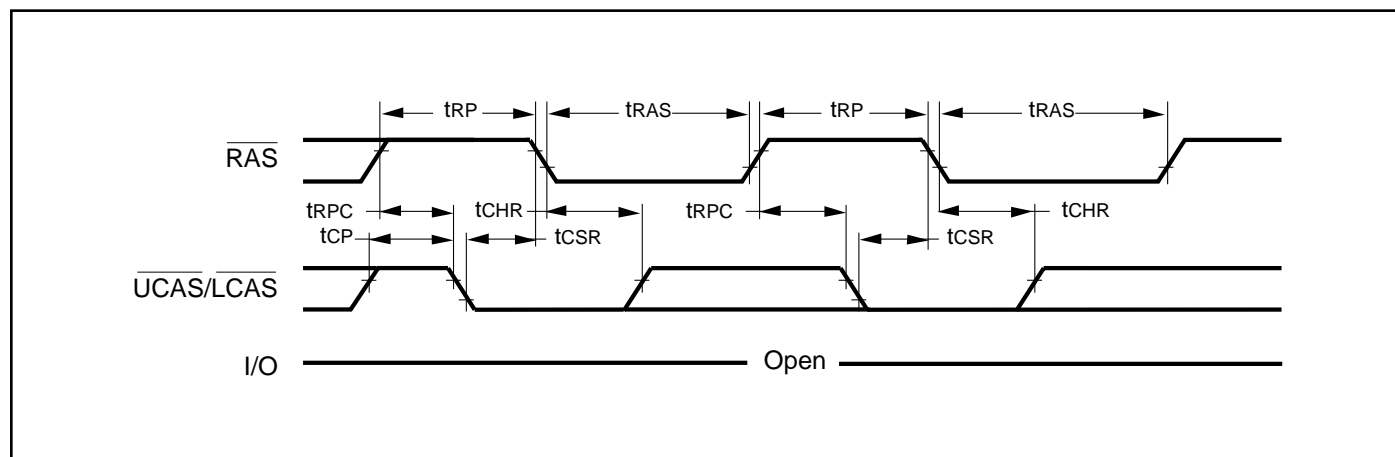 tRP tRAS tRP tRAS
RAS
tRPC tCHR tRPC tCHR
tCP tCSR tCSR
UCAS/LCAS
I/O Open